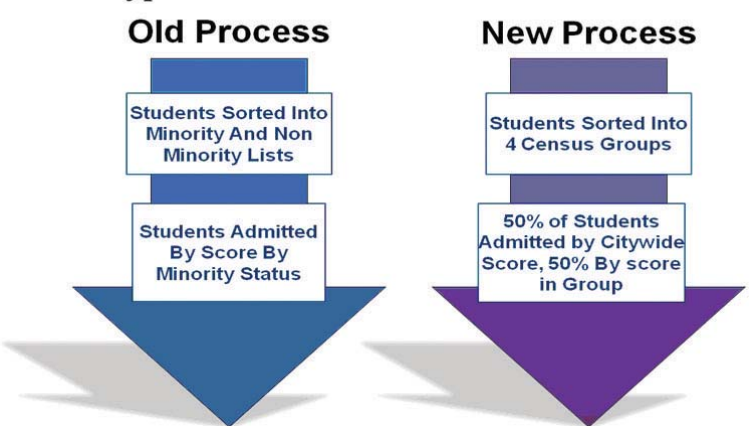 Old Process
Students Sorted Into
Minority And Non
Minority Lists
Students Admitted
By Score By
Minority Status
New Process
Students Sorted Into
4 Census Groups
50% of Students
Admitted by Citywide
Score, 50% By score
in Group